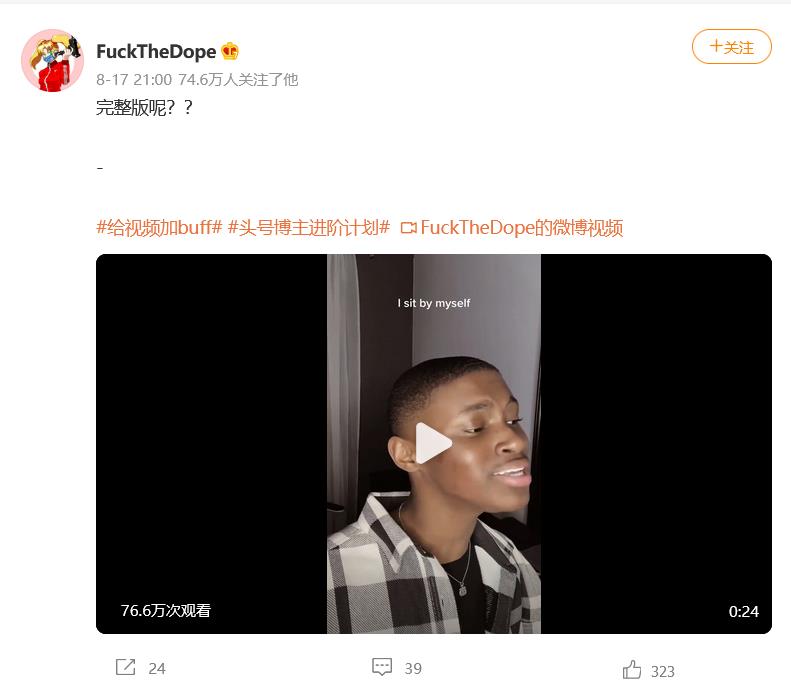 FuckTheDope
+关注
8-17 21:00 74.6万人关注了他
完整版呢？？
-
#给视频加buff# #头号博主进阶计划# FuckTheDope的微博视频
I sit by myself
76.6万次观看
0:24
24
39
323